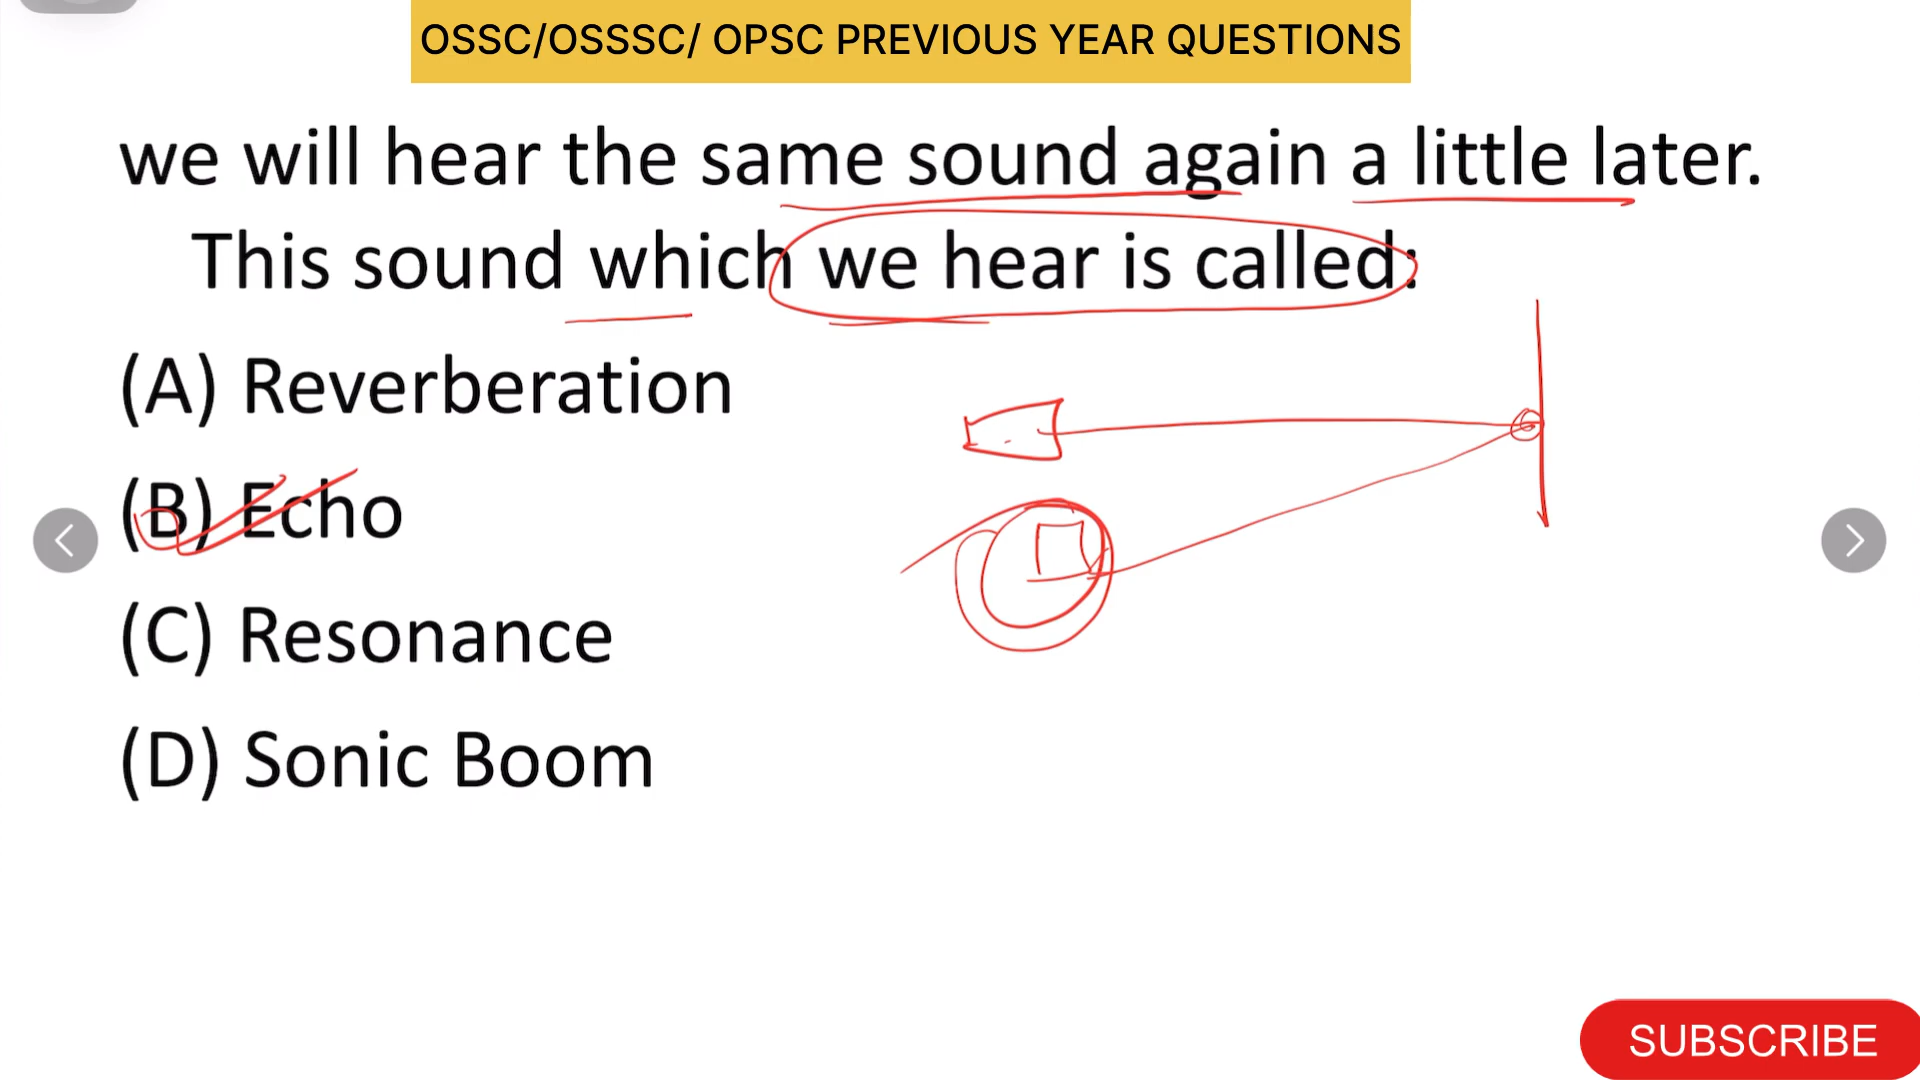 OSSC/OSSSC/ OPSC PREVIOUS YEAR QUESTIONS
we will hear the same sound again a little later.
This sound which we hear is called:
(A) Reverberation
(B) Echo
(C) Resonance
(D) Sonic Boom
SUBSCRIBE